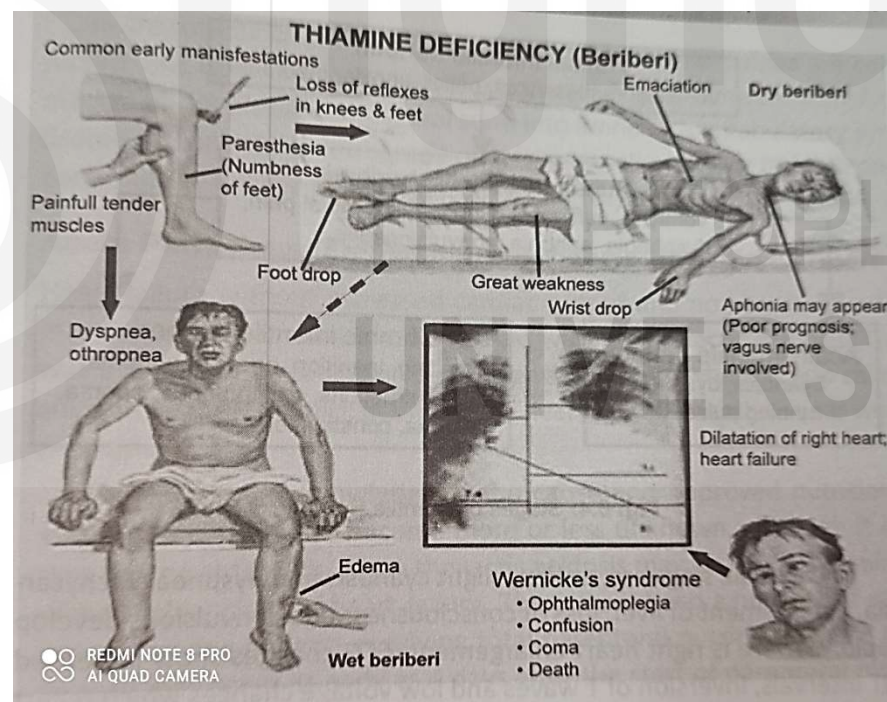 THIAMINE DEFICIENCY (Beriberi)
Common early manisfestations
Loss of reflexes
in knees & feet
Paresthesia
(Numbness
of feet)
Painfull tender
muscles
Emaciation
Dry beriberi
Foot drop
Great weakness
Wrist drop
Aphonia may appear
(Poor prognosis;
vagus nerve
involved)
Dyspnea,
othropnea
Dilatation of right heart;
heart failure
Edema
Wet beriberi
Wernicke's syndrome
• Ophthalmoplegia
• Confusion
• Coma
• Death
REDMI NOTE 8 PRO
AI QUAD CAMERA
UNIVERS